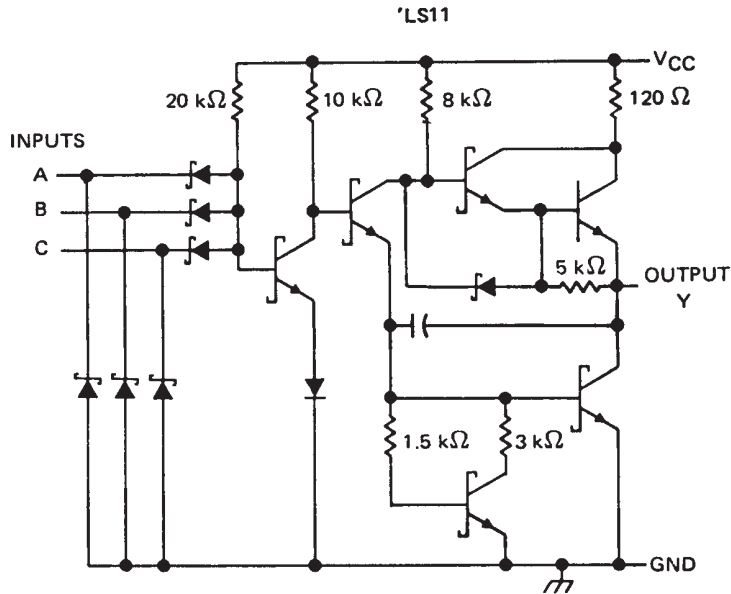 'LS11
VCC
20 kΩ
10 kΩ
8 kΩ
120 Ω
INPUTS
A
B
C
5 kΩ
OUTPUT
Y
1.5 kΩ
3 kΩ
GND